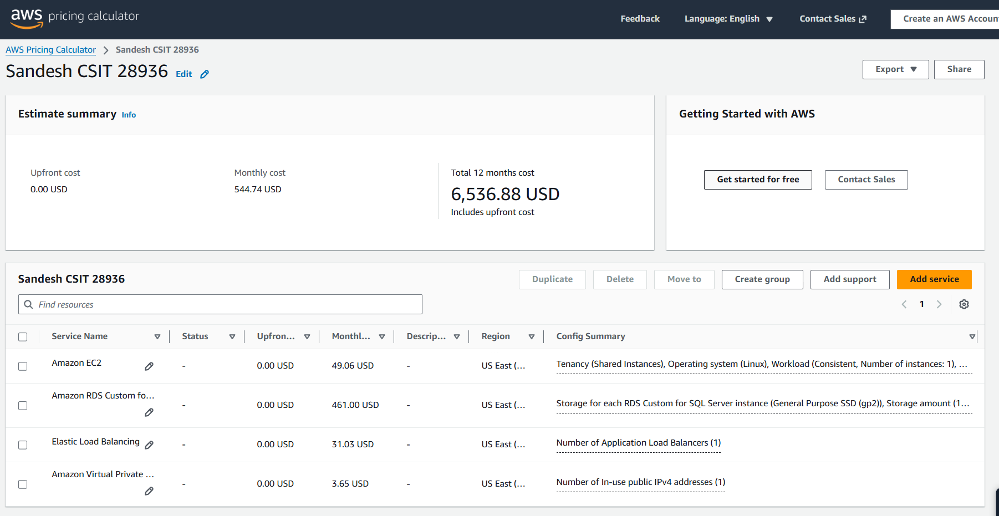 aws pricing calculator
Feedback
Language: English
Contact Sales
Create an AWS Accoun
AWS Pricing Calculator > Sandesh CSIT 28936
Sandesh CSIT 28936 Edit
Export
Share
Estimate summary Info
Upfront cost
0.00 USD
Monthly cost
544.74 USD
Total 12 months cost
6,536.88 USD
Includes upfront cost
Getting Started with AWS
Get started for free
Contact Sales
Sandesh CSIT 28936
Duplicate
Delete
Move to
Create group
Add support
Add service
Find resources
1
Service Name Status Upfron... Monthl... Descrip... Region Config Summary
Amazon EC2 - 0.00 USD 49.06 USD - US East (... Tenancy (Shared Instances), Operating system (Linux), Workload (Consistent, Number of instances: 1), ...
Amazon RDS Custom fo... - 0.00 USD 461.00 USD - US East (... Storage for each RDS Custom for SQL Server instance (General Purpose SSD (gp2)), Storage amount (1...
Elastic Load Balancing - 0.00 USD 31.03 USD - US East (... Number of Application Load Balancers (1)
Amazon Virtual Private ... - 0.00 USD 3.65 USD - US East (... Number of In-use public IPv4 addresses (1)